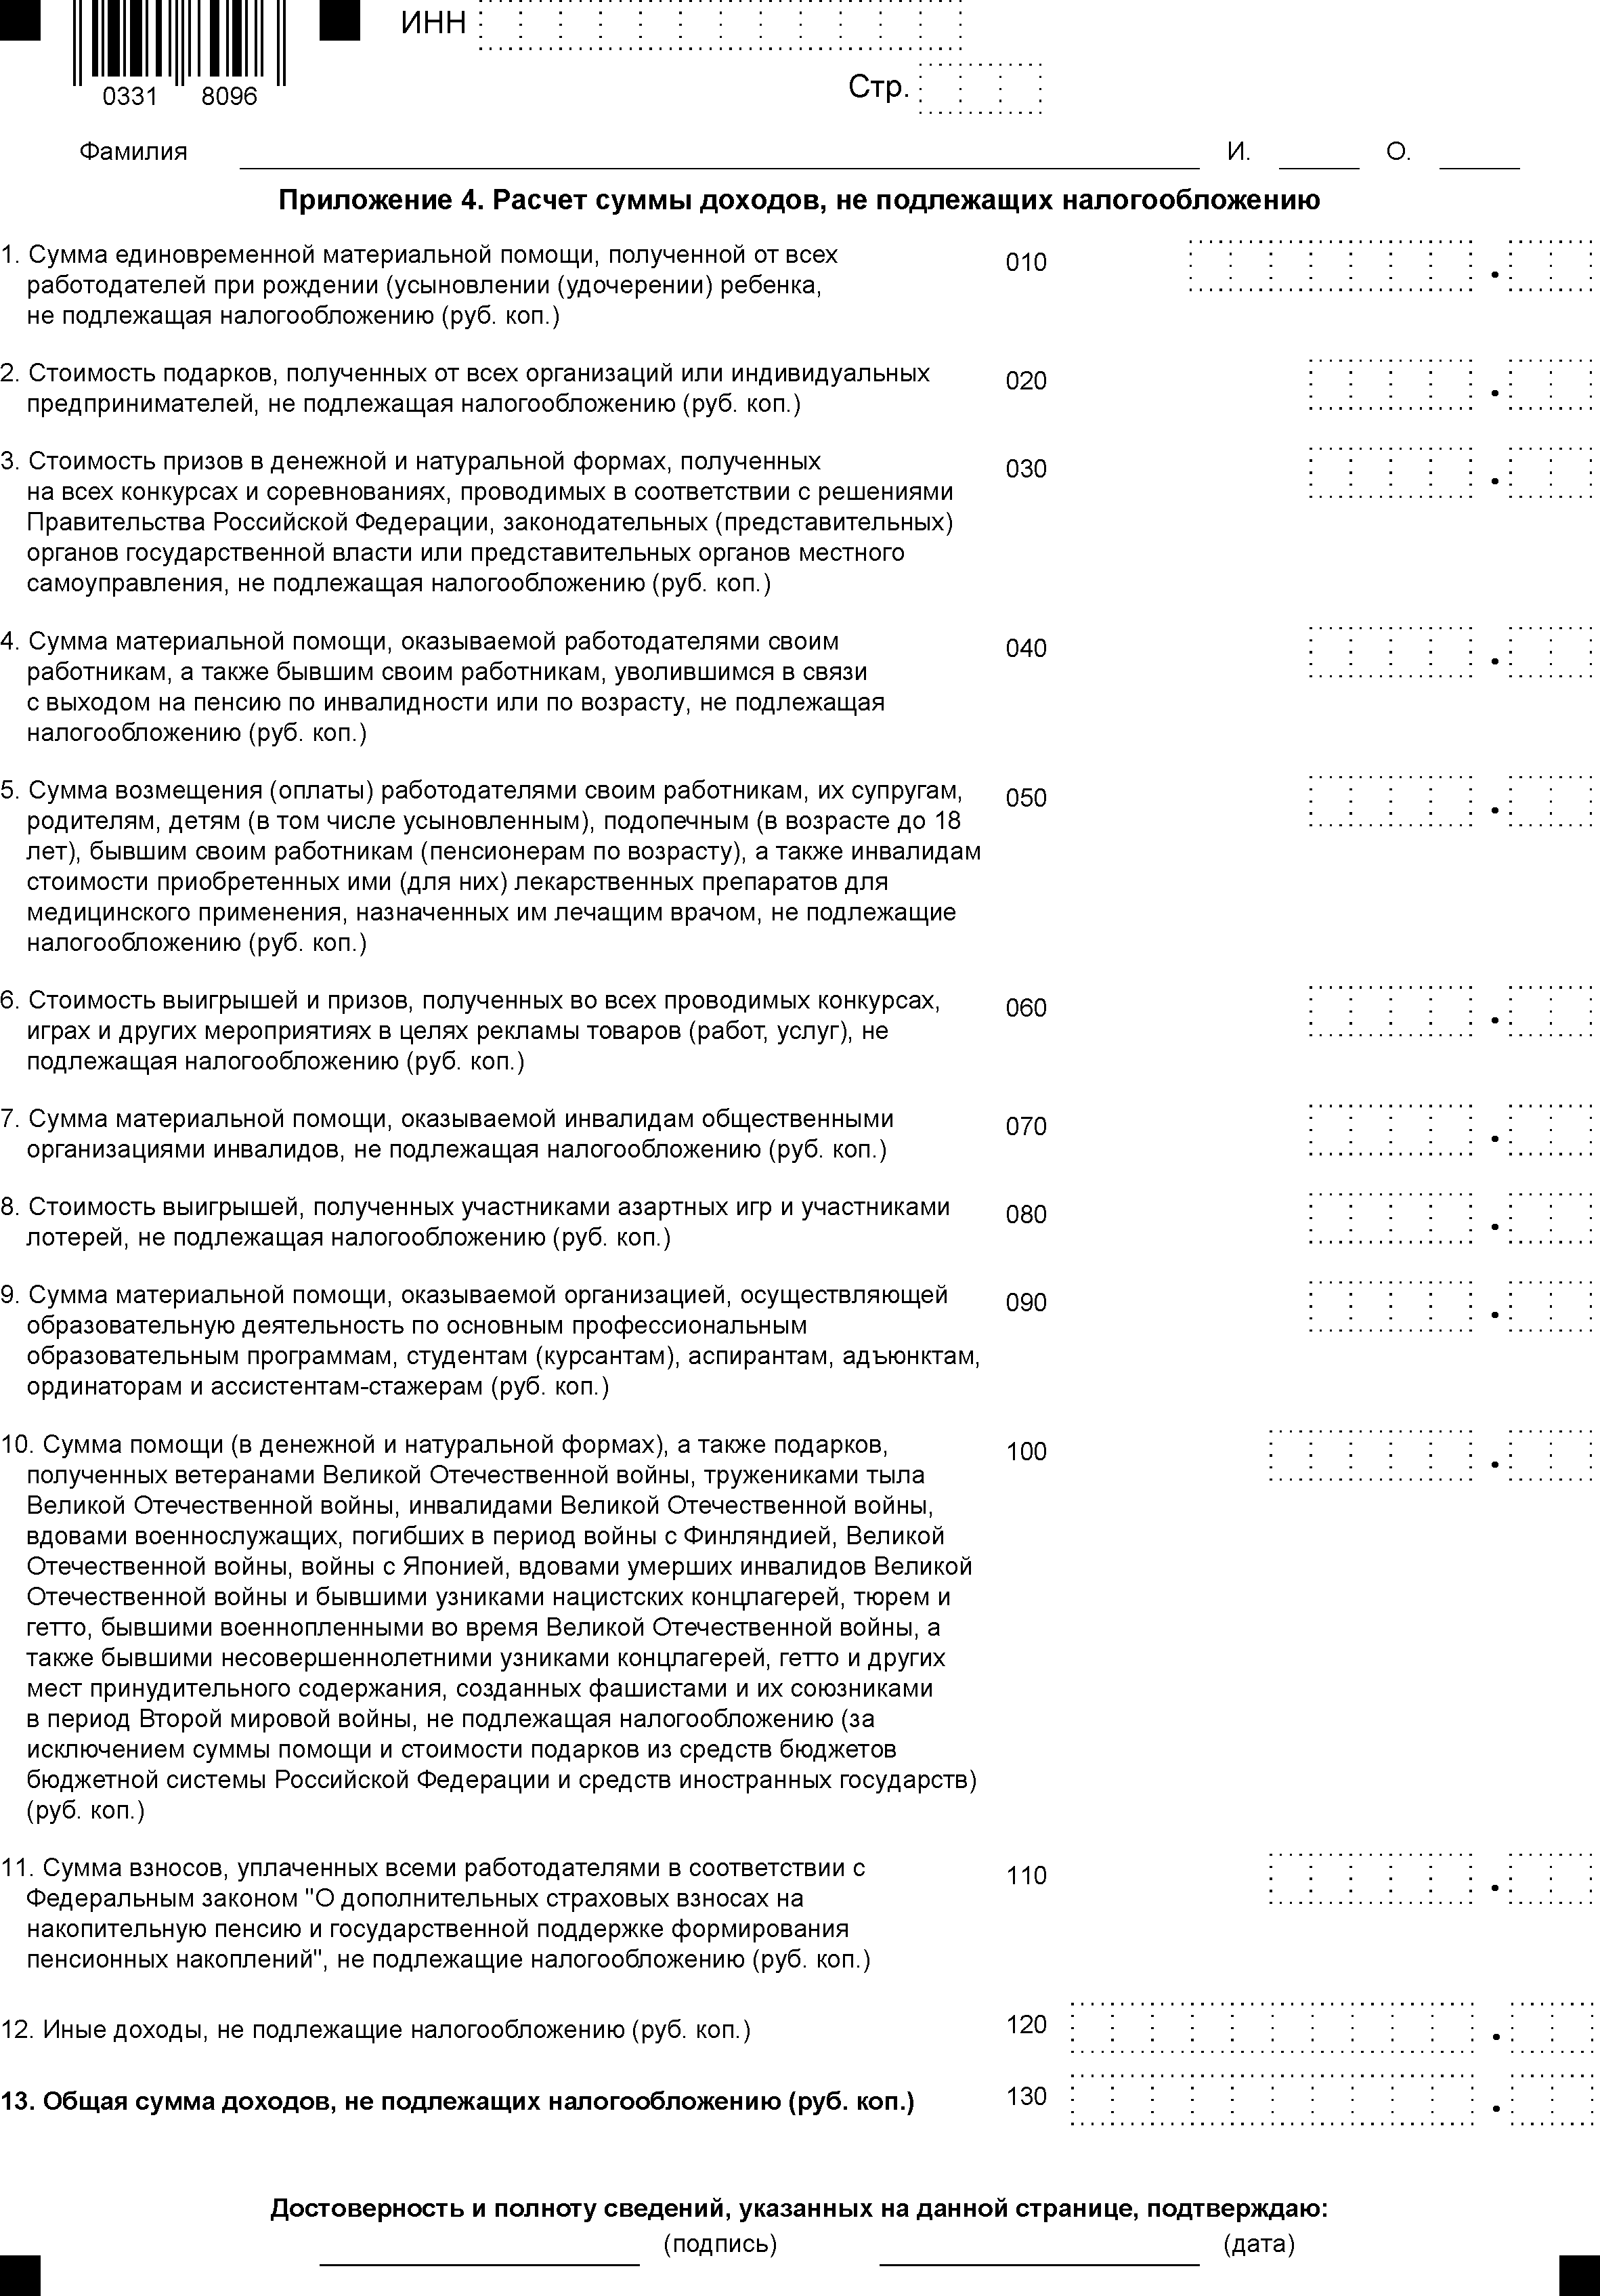 ИНН
0331 8096
Стр.
Фамилия И. О.
Приложение 4. Расчет суммы доходов, не подлежащих налогообложению
1. Сумма единовременной материальной помощи, полученной от всех 010
работодателей при рождении (усыновлении (удочерении) ребенка,
не подлежащая налогообложению (руб. коп.)
2. Стоимость подарков, полученных от всех организаций или индивидуальных 020
предпринимателей, не подлежащая налогообложению (руб. коп.)
3. Стоимость призов в денежной и натуральной формах, полученных 030
на всех конкурсах и соревнованиях, проводимых в соответствии с решениями
Правительства Российской Федерации, законодательных (представительных)
органов государственной власти или представительных органов местного
самоуправления, не подлежащая налогообложению (руб. коп.)
4. Сумма материальной помощи, оказываемой работодателями своим 040
работникам, а также бывшим своим работникам, уволившимся в связи
с выходом на пенсию по инвалидности или по возрасту, не подлежащая
налогообложению (руб. коп.)
5. Сумма возмещения (оплаты) работодателями своим работникам, их супругам, 050
родителям, детям (в том числе усыновленным), подопечным (в возрасте до 18
лет), бывшим своим работникам (пенсионерам по возрасту), а также инвалидам
стоимости приобретенных ими (для них) лекарственных препаратов для
медицинского применения, назначенных им лечащим врачом, не подлежащие
налогообложению (руб. коп.)
6. Стоимость выигрышей и призов, полученных во всех проводимых конкурсах, 060
играх и других мероприятиях в целях рекламы товаров (работ, услуг), не
подлежащая налогообложению (руб. коп.)
7. Сумма материальной помощи, оказываемой инвалидам общественными 070
организациями инвалидов, не подлежащая налогообложению (руб. коп.)
8. Стоимость выигрышей, полученных участниками азартных игр и участниками 080
лотерей, не подлежащая налогообложению (руб. коп.)
9. Сумма материальной помощи, оказываемой организацией, осуществляющей 090
образовательную деятельность по основным профессиональным
образовательным программам, студентам (курсантам), аспирантам, адъюнктам,
ординаторам и ассистентам-стажерам (руб. коп.)
10. Сумма помощи (в денежной и натуральной формах), а также подарков, 100
полученных ветеранами Великой Отечественной войны, тружениками тыла
Великой Отечественной войны, инвалидами Великой Отечественной войны,
вдовами военнослужащих, погибших в период войны с Финляндией, Великой
Отечественной войны, войны с Японией, вдовами умерших инвалидов Великой
Отечественной войны и бывшими узниками нацистских концлагерей, тюрем и
гетто, бывшими военнопленными во время Великой Отечественной войны, а
также бывшими несовершеннолетними узниками концлагерей, гетто и других
мест принудительного содержания, созданных фашистами и их союзниками
в период Второй мировой войны, не подлежащая налогообложению (за
исключением суммы помощи и стоимости подарков из средств бюджетов
бюджетной системы Российской Федерации и средств иностранных государств)
(руб. коп.)
11. Сумма взносов, уплаченных всеми работодателями в соответствии с 110
Федеральным законом "О дополнительных страховых взносах на
накопительную пенсию и государственной поддержке формирования
пенсионных накоплений", не подлежащие налогообложению (руб. коп.)
12. Иные доходы, не подлежащие налогообложению (руб. коп.) 120
13. Общая сумма доходов, не подлежащих налогообложению (руб. коп.) 130
Достоверность и полноту сведений, указанных на данной странице, подтверждаю:
(подпись) (дата)